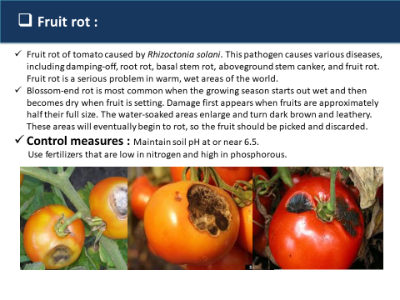 ❑ Fruit rot :
✓ Fruit rot of tomato caused by Rhizoctonia solani. This pathogen causes various diseases,
including damping-off, root rot, basal stem rot, aboveground stem canker, and fruit rot.
Fruit rot is a serious problem in warm, wet areas of the world.
✓ Blossom-end rot is most common when the growing season starts out wet and then
becomes dry when fruit is setting. Damage first appears when fruits are approximately
half their full size. The water-soaked areas enlarge and turn dark brown and leathery.
These areas will eventually begin to rot, so the fruit should be picked and discarded.
✓ Control measures : Maintain soil pH at or near 6.5.
Use fertilizers that are low in nitrogen and high in phosphorous.